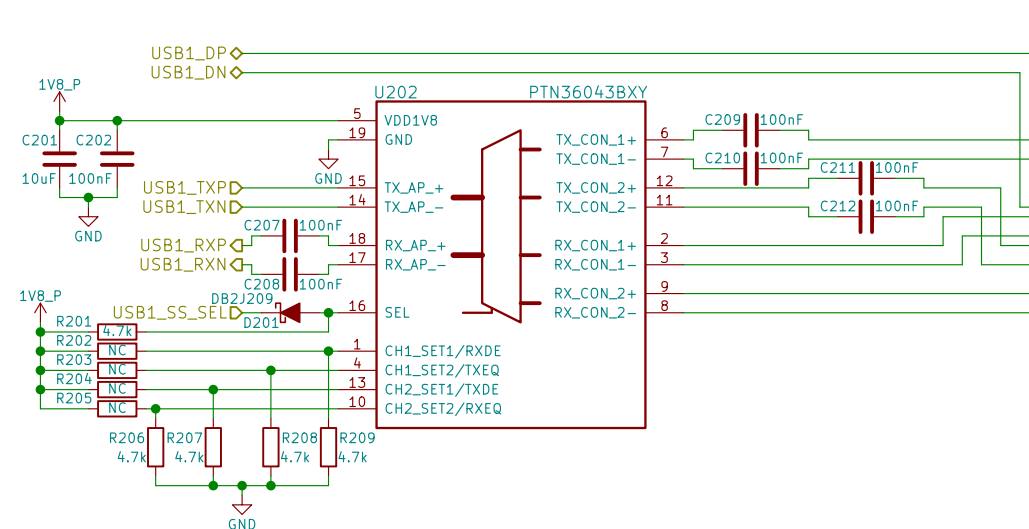 USB1_DP
USB1_DN
1V8_P
U202 PTN36043BXY
5 VDD1V8
19 GND
C201 C202
10uF 100nF
GND
GND
USB1_TXP 15 TX_AP_+
USB1_TXN 14 TX_AP_-
C207 100nF
USB1_RXP 18 RX_AP_+
USB1_RXN 17 RX_AP_-
C208 100nF
DB2J209
USB1_SS_SEL 16 SEL
D201
1V8_P
R201 4.7k
R202 NC 1 CH1_SET1/RXDE
R203 NC 4 CH1_SET2/TXEQ
R204 NC 13 CH2_SET1/TXDE
R205 NC 10 CH2_SET2/RXEQ
R206 R207 R208 R209
4.7k 4.7k 4.7k 4.7k
GND
TX_CON_1+ 6 C209 100nF
TX_CON_1- 7 C210 100nF
TX_CON_2+ 12 C211 100nF
TX_CON_2- 11 C212 100nF
RX_CON_1+ 2
RX_CON_1- 3
RX_CON_2+ 9
RX_CON_2- 8